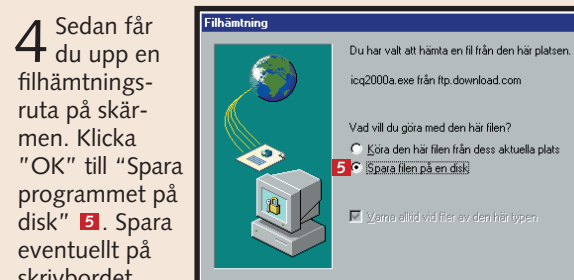 4 Sedan får
du upp en
filhämtnings-
ruta på skär-
men. Klicka
"OK" till "Spara
programmet på
disk" 5. Spara
eventuellt på
skrivbordet
Filhämtning
Du har valt att hämta en fil från den här platsen.
icq2000a.exe från ftp.download.com
Vad vill du göra med den här filen?
Köra den här filen från dess aktuella plats
5 Spara filen på en disk
Varna alltid vid filer av den här typen